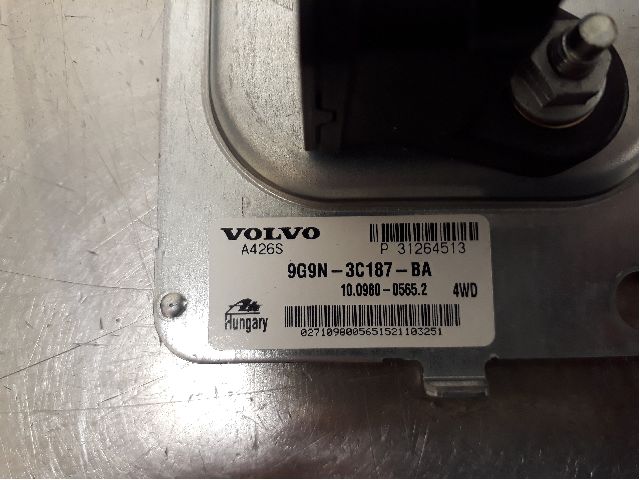 VOLVO
A426S
P 31264513
9G9N-3C187-BA
10.0980-0565.2 4WD
Hungary
0271098005651521103251